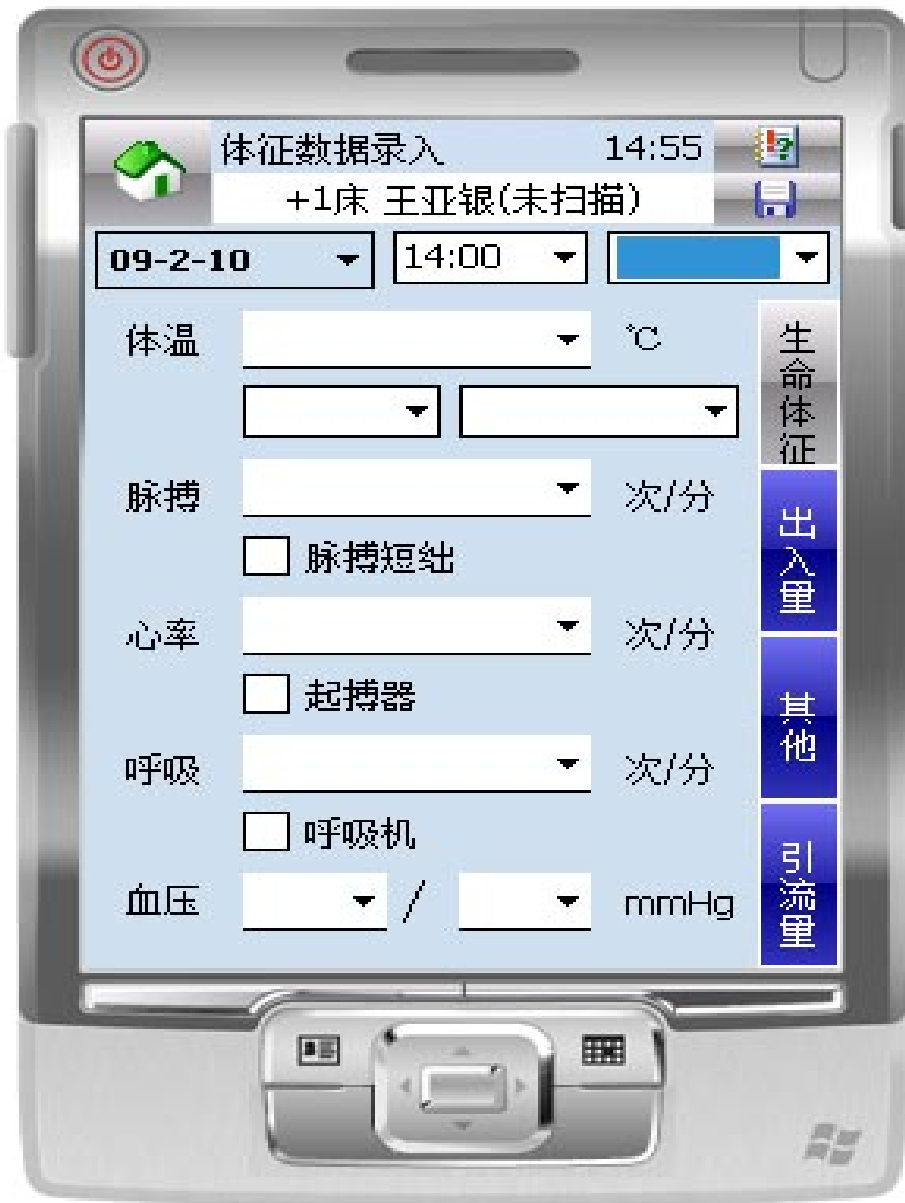 体征数据录入 14:55
+1床 王亚银(未扫描)
09-2-10 14:00
体温 ℃
脉搏 次/分
脉搏短绌
心率 次/分
起搏器
呼吸 次/分
呼吸机
血压 / mmHg
生命体征
出入量
其他
引流量